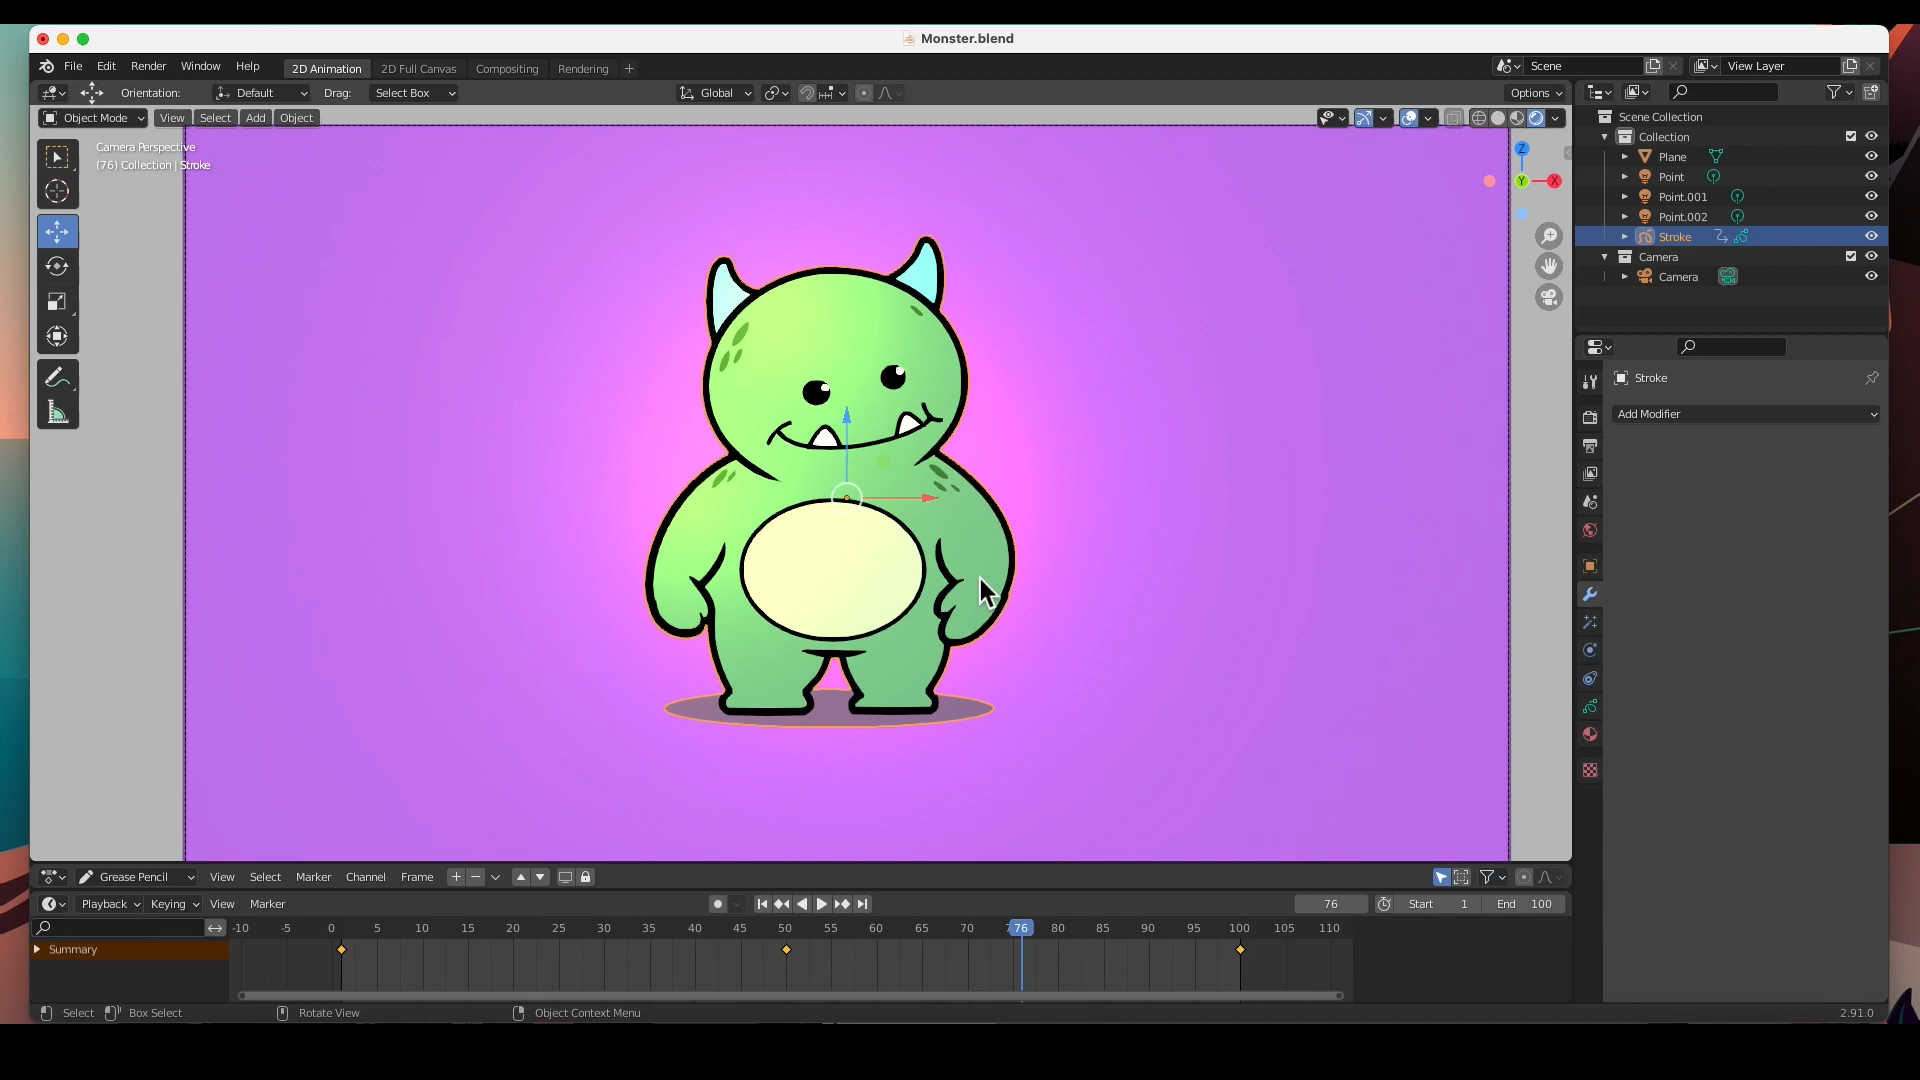 Monster.blend
File Edit Render Window Help 2D Animation 2D Full Canvas Compositing Rendering + Scene View Layer
Orientation: Default Drag: Select Box Global Options
Object Mode View Select Add Object
Camera Perspective
(76) Collection | Stroke
Z
Y X
Scene Collection
Collection
Plane
Point
Point.001
Point.002
Stroke
Camera
Camera
Stroke
Add Modifier
Grease Pencil View Select Marker Channel Frame
Playback Keying View Marker 76 Start 1 End 100
-10 -5 0 5 10 15 20 25 30 35 40 45 50 55 60 65 70 76 80 85 90 95 100 105 110
Summary
Select Box Select Rotate View Object Context Menu 2.91.0